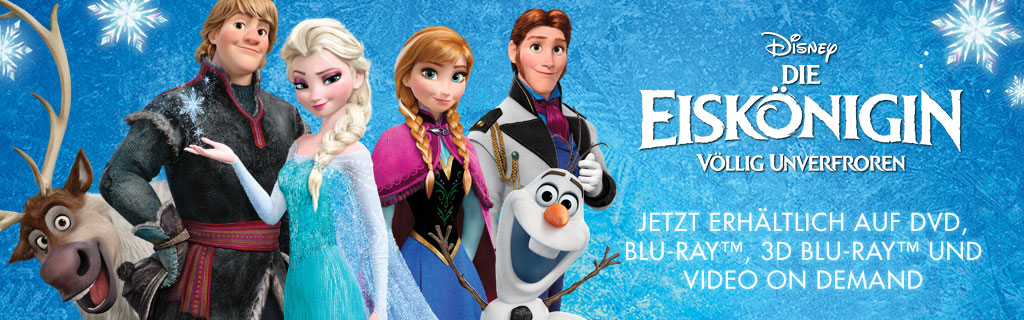 Disney
DIE
EISKÖNIGIN
VÖLLIG UNVERFROREN
JETZT ERHÄLTLICH AUF DVD,
BLU-RAY™, 3D BLU-RAY™ UND
VIDEO ON DEMAND